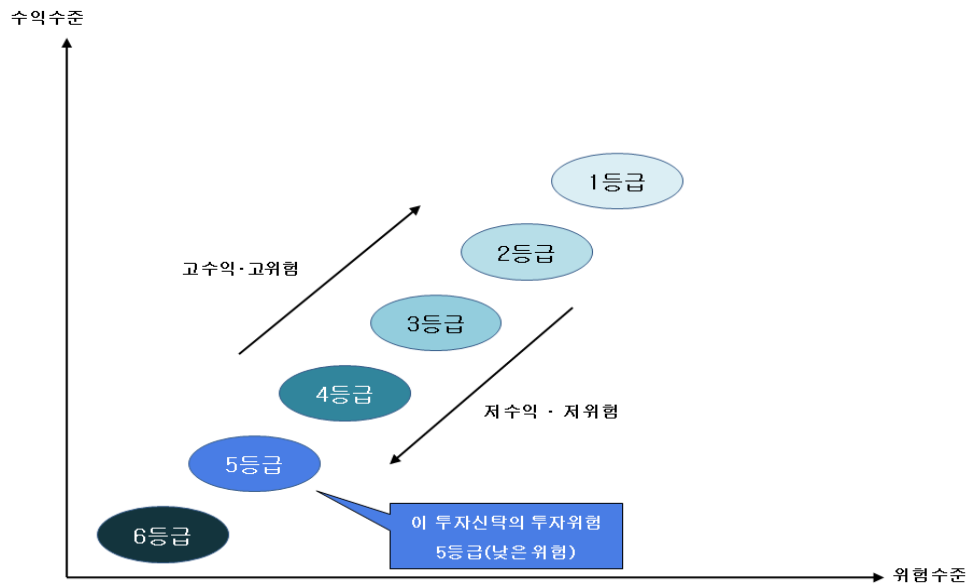 수익수준
1등급
2등급
고수익·고위험
3등급
4등급
저수익 · 저위험
5등급
이 투자신탁의 투자위험
5등급(낮은 위험)
6등급
위험수준